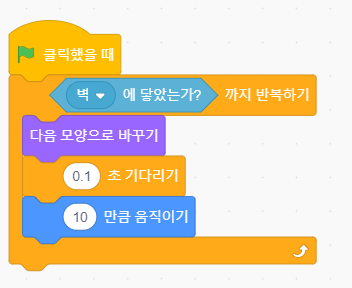 클릭했을 때
벽 에 닿았는가? 까지 반복하기
다음 모양으로 바꾸기
0.1 초 기다리기
10 만큼 움직이기